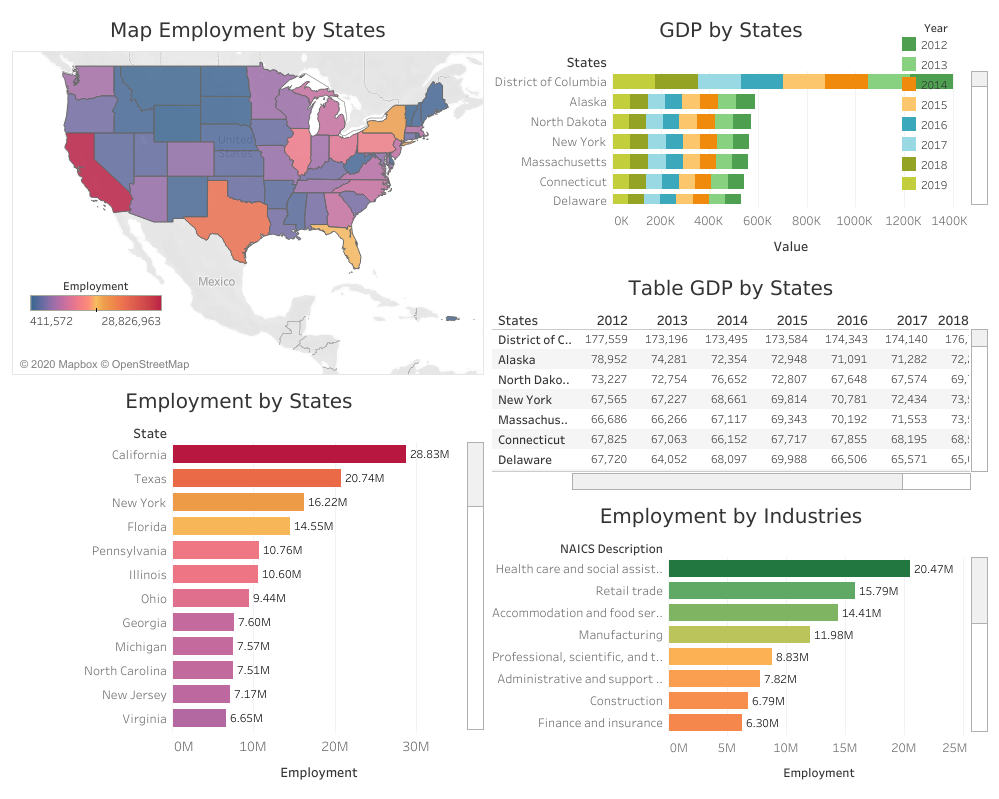 Map Employment by States
United
States
Mexico
Employment
411,572 28,826,963
© 2020 Mapbox © OpenStreetMap
GDP by States
Year
2012
2013
2014
2015
2016
2017
2018
2019
States
District of Columbia
Alaska
North Dakota
New York
Massachusetts
Connecticut
Delaware
0K 200K 400K 600K 800K 1000K 1200K 1400K
Value
Table GDP by States
States 2012 2013 2014 2015 2016 2017 2018
District of C.. 177,559 173,196 173,495 173,584 174,343 174,140 176,
Alaska 78,952 74,281 72,354 72,948 71,091 71,282 72,
North Dako.. 73,227 72,754 76,652 72,807 67,648 67,574 69,
New York 67,565 67,227 68,661 69,814 70,781 72,434 73,
Massachus.. 66,686 66,266 67,117 69,343 70,192 71,553 73,
Connecticut 67,825 67,063 66,152 67,717 67,855 68,195 68,
Delaware 67,720 64,052 68,097 69,988 66,506 65,571 65,
Employment by States
State
California 28.83M
Texas 20.74M
New York 16.22M
Florida 14.55M
Pennsylvania 10.76M
Illinois 10.60M
Ohio 9.44M
Georgia 7.60M
Michigan 7.57M
North Carolina 7.51M
New Jersey 7.17M
Virginia 6.65M
0M 10M 20M 30M
Employment
Employment by Industries
NAICS Description
Health care and social assist.. 20.47M
Retail trade 15.79M
Accommodation and food ser.. 14.41M
Manufacturing 11.98M
Professional, scientific, and t.. 8.83M
Administrative and support .. 7.82M
Construction 6.79M
Finance and insurance 6.30M
0M 5M 10M 15M 20M 25M
Employment